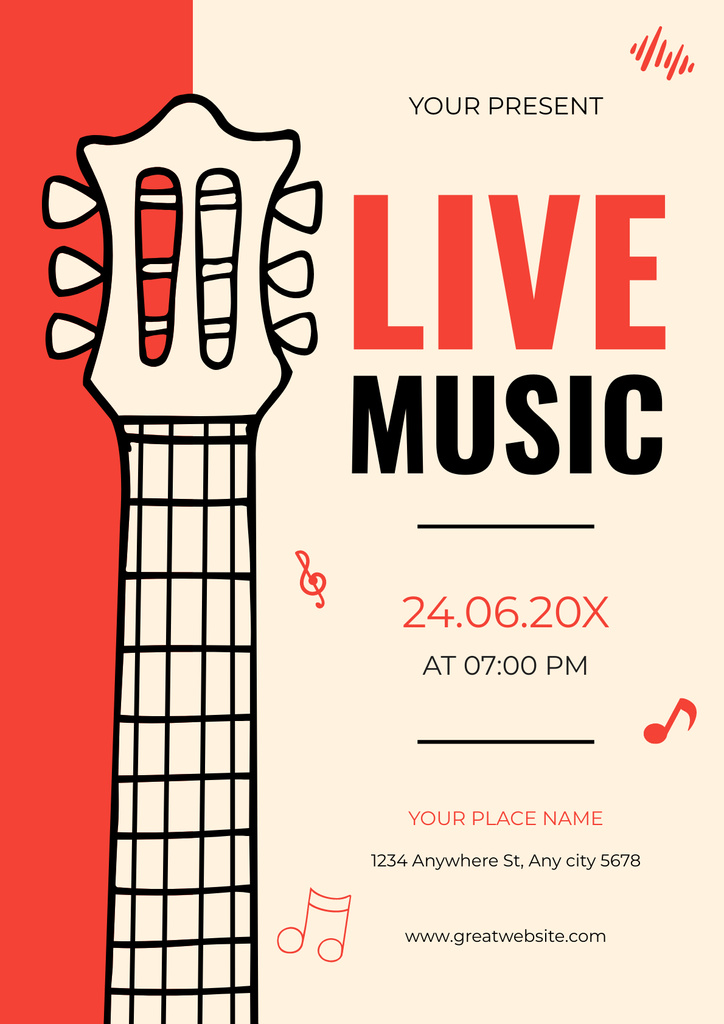 YOUR PRESENT
LIVE
MUSIC
24.06.20X
AT 07:00 PM
YOUR PLACE NAME
1234 Anywhere St, Any city 5678
www.greatwebsite.com